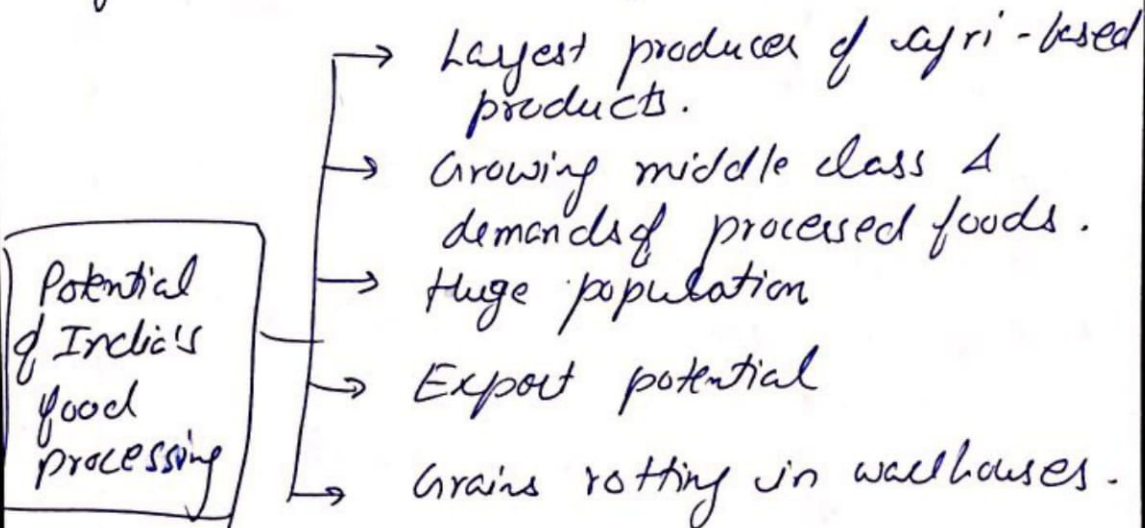 Largest producer of agri-based
products.
Growing middle class &
demands of processed foods.
Huge population
Export potential
Grains rotting in warehouses.
Potential
of India's
food
processing